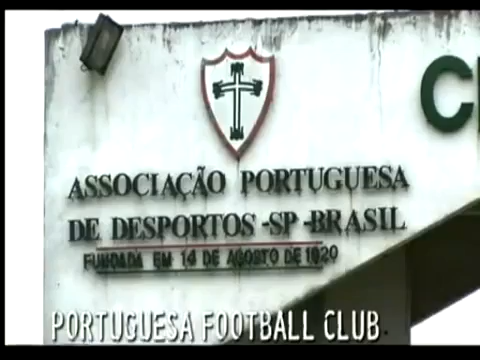 ASSOCIAÇÃO PORTUGUESA
DE DESPORTOS - SP - BRASIL
FUNDADA EM 14 DE AGOSTO DE 1920
PORTUGUESA FOOTBALL CLUB